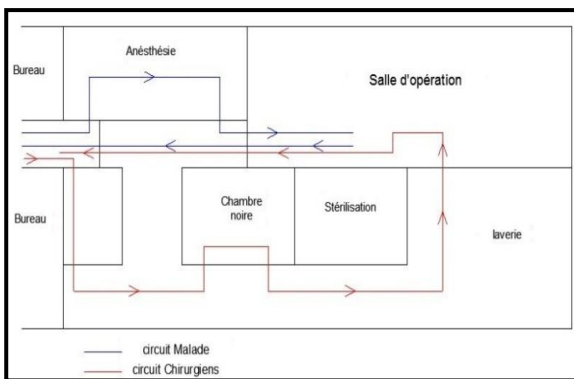 Anésthésie
Bureau
Salle d'opération
Chambre
noire
Stérilisation
Bureau
laverie
circuit Malade
circuit Chirurgiens